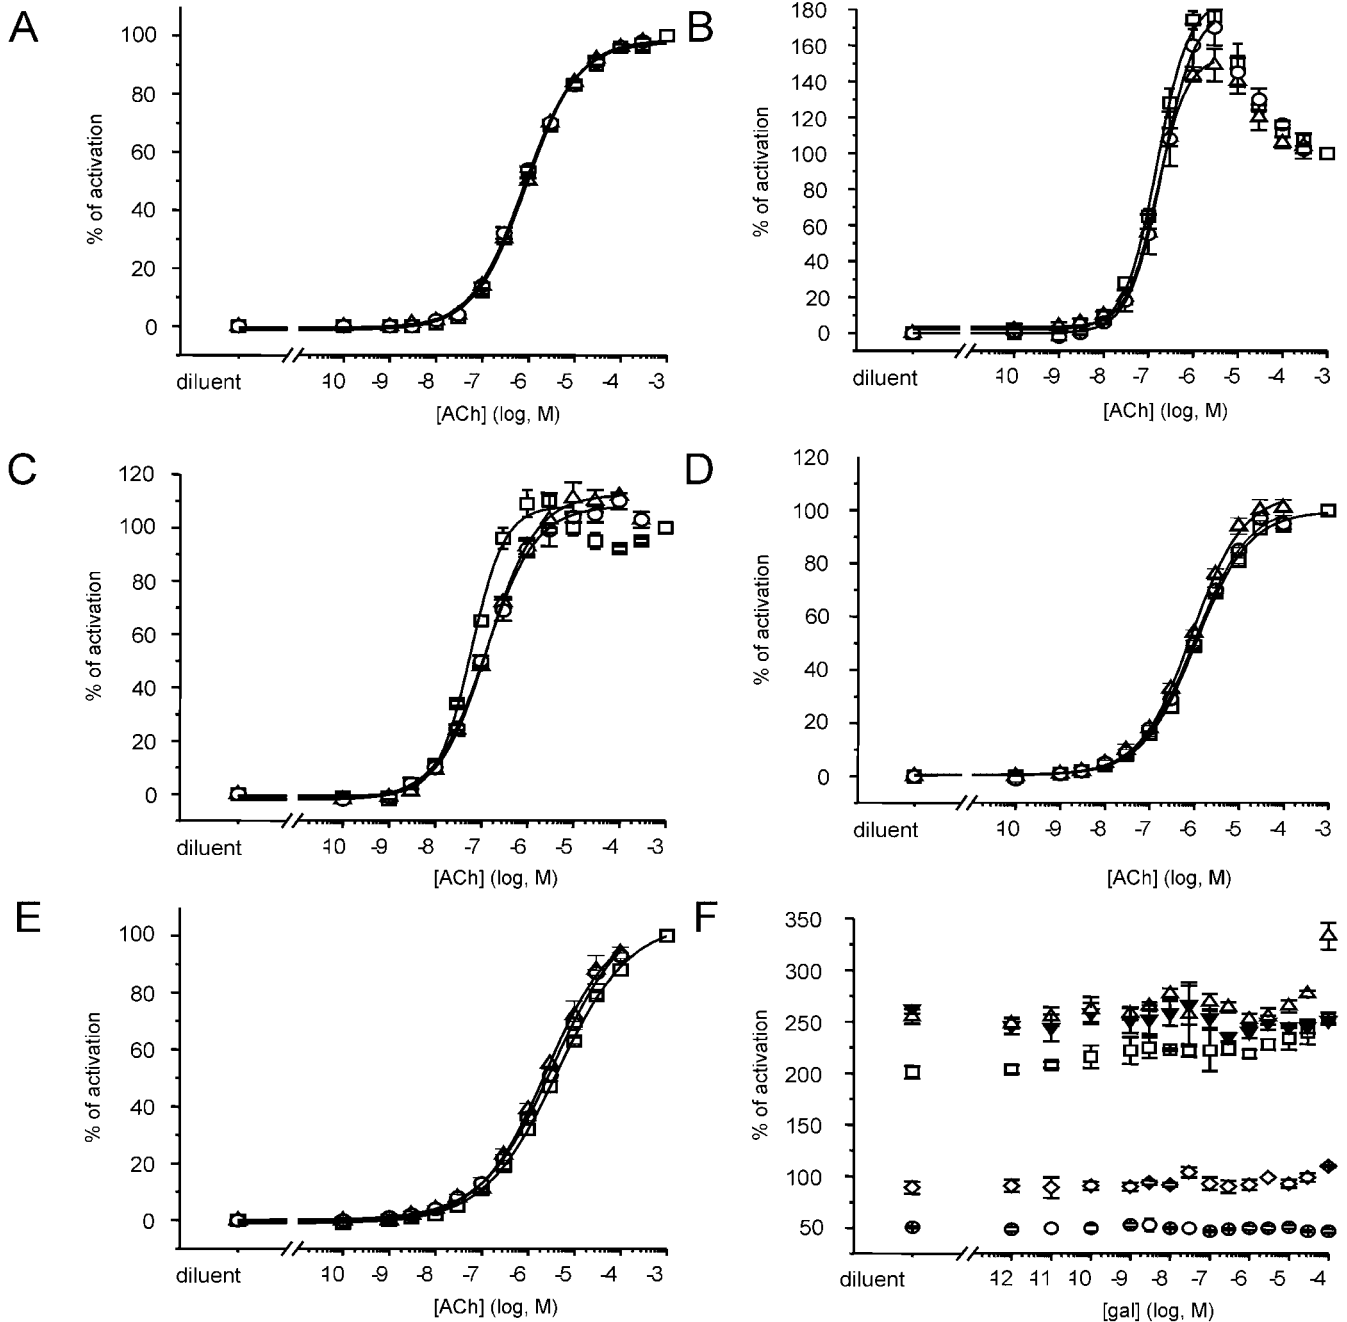 A
% of activation
100
80
60
40
20
0
diluent
-10 -9 -8 -7 -6 -5 -4 -3
[ACh] (log, M)
B
% of activation
180
160
140
120
100
80
60
40
20
0
diluent
-10 -9 -8 -7 -6 -5 -4 -3
[ACh] (log, M)
C
% of activation
120
100
80
60
40
20
0
diluent
-10 -9 -8 -7 -6 -5 -4 -3
[ACh] (log, M)
D
% of activation
120
100
80
60
40
20
0
diluent
-10 -9 -8 -7 -6 -5 -4 -3
[ACh] (log, M)
E
% of activation
100
80
60
40
20
0
diluent
-10 -9 -8 -7 -6 -5 -4 -3
[ACh] (log, M)
F
% of activation
350
300
250
200
150
100
50
diluent
-12 -11 -10 -9 -8 -7 -6 -5 -4
[gal] (log, M)